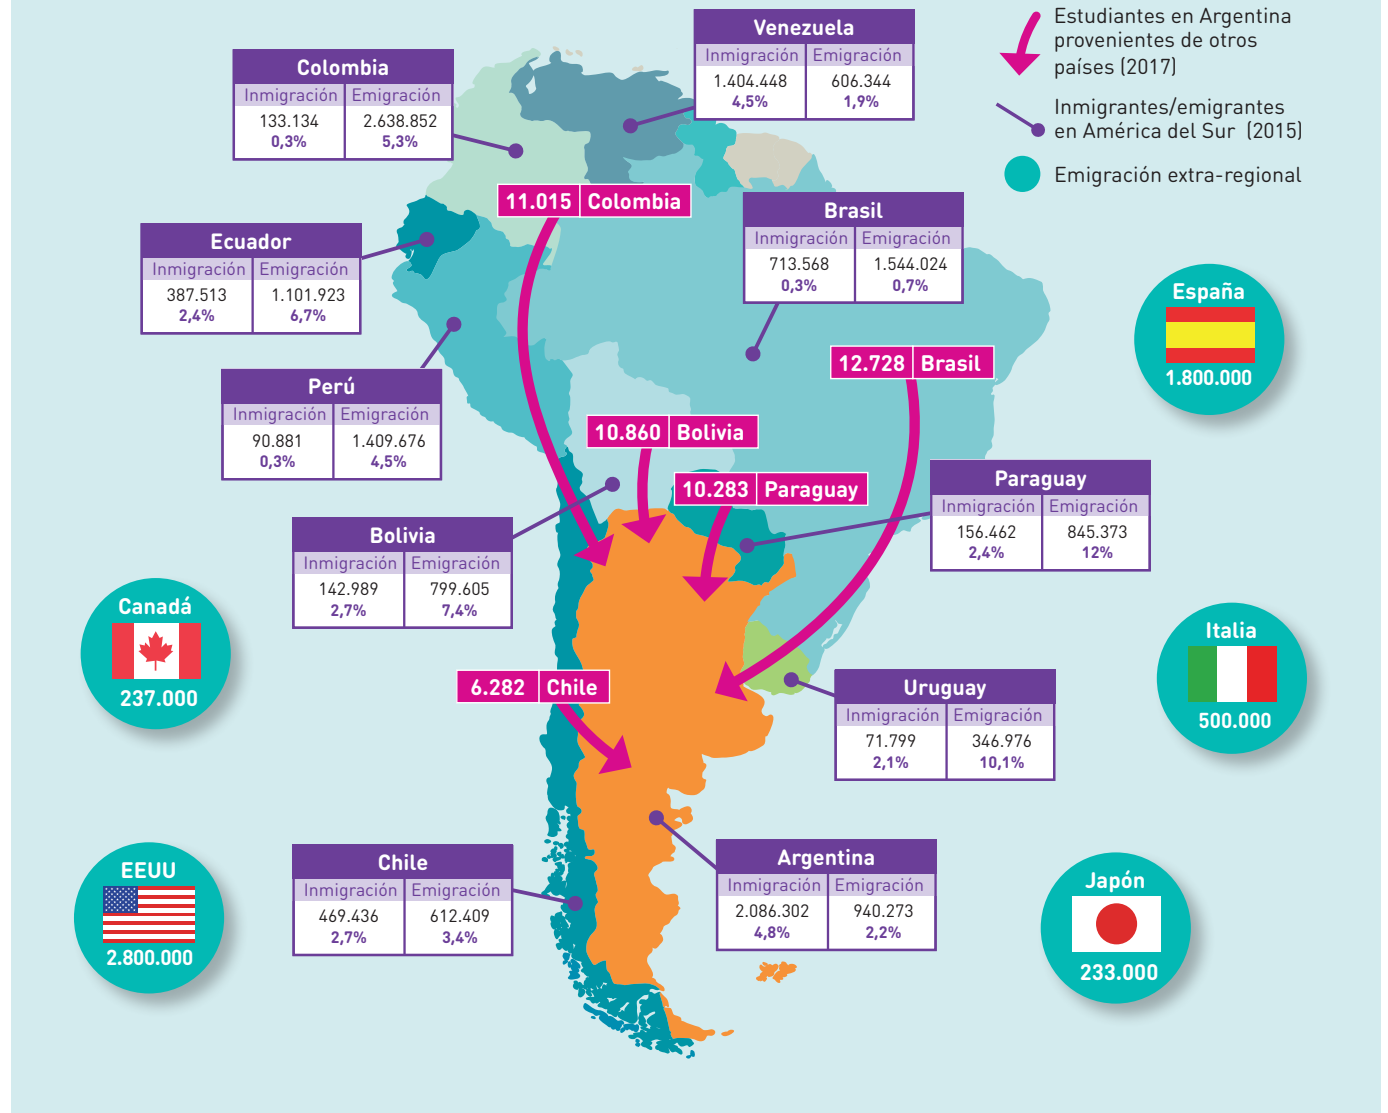 Estudiantes en Argentina
provenientes de otros
países (2017)
Inmigrantes/emigrantes
en América del Sur (2015)
Emigración extra-regional
Venezuela
Inmigración Emigración
1.404.448 606.344
4,5% 1,9%
Colombia
Inmigración Emigración
133.134 2.638.852
0,3% 5,3%
11.015 Colombia
Brasil
Inmigración Emigración
713.568 1.544.024
0,3% 0,7%
Ecuador
Inmigración Emigración
387.513 1.101.923
2,4% 6,7%
España
1.800.000
12.728 Brasil
Perú
Inmigración Emigración
90.881 1.409.676
0,3% 4,5%
10.860 Bolivia
10.283 Paraguay
Paraguay
Inmigración Emigración
156.462 845.373
2,4% 12%
Bolivia
Inmigración Emigración
142.989 799.605
2,7% 7,4%
Canadá
237.000
Italia
500.000
6.282 Chile
Uruguay
Inmigración Emigración
71.799 346.976
2,1% 10,1%
EEUU
2.800.000
Chile
Inmigración Emigración
469.436 612.409
2,7% 3,4%
Argentina
Inmigración Emigración
2.086.302 940.273
4,8% 2,2%
Japón
233.000